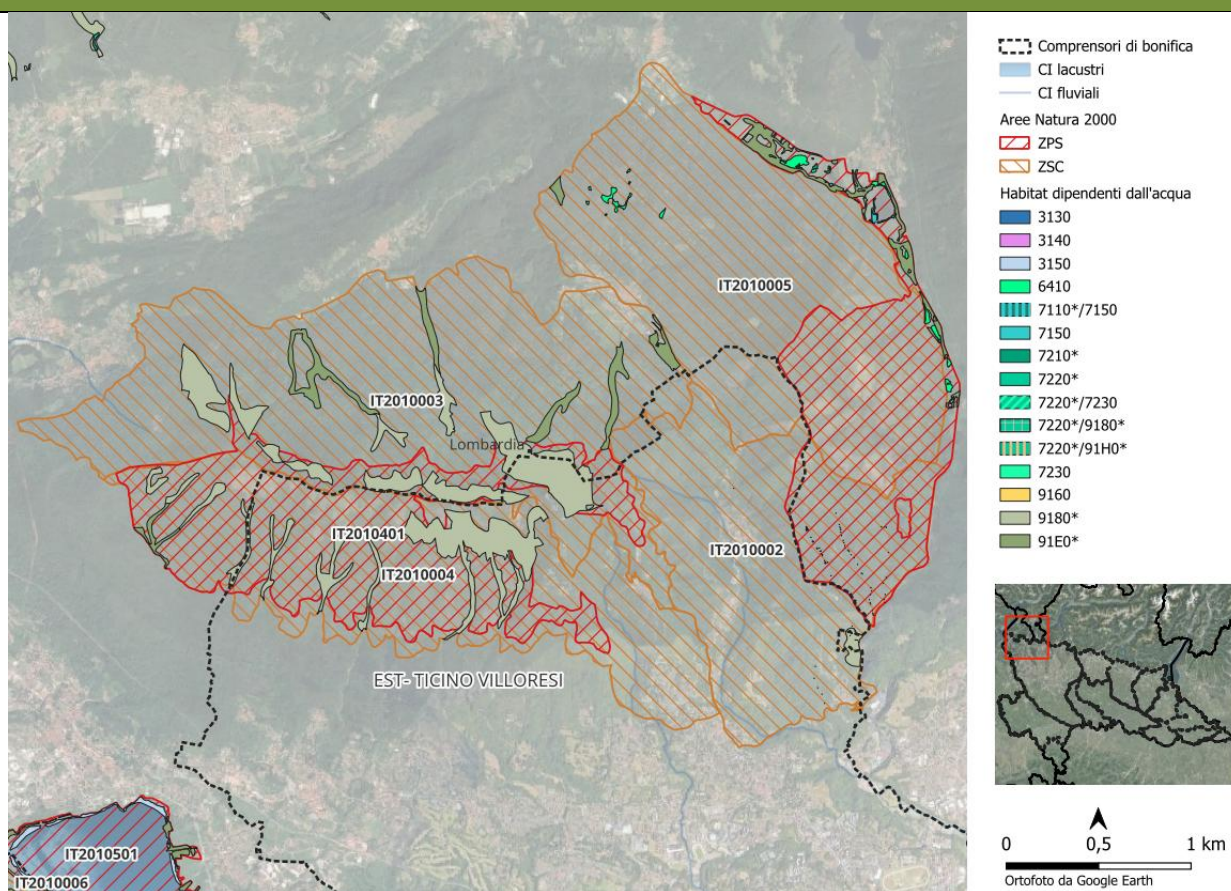 IT2010005
IT2010003
Lombardia
IT2010401
IT2010002
IT2010004
EST- TICINO VILLORESI
IT2010501
IT2010006
Comprensori di bonifica
CI lacustri
CI fluviali
Aree Natura 2000
ZPS
ZSC
Habitat dipendenti dall'acqua
3130
3140
3150
6410
7110*/7150
7150
7210*
7220*
7220*/7230
7220*/9180*
7220*/91H0*
7230
9160
9180*
91E0*
0 0,5 1 km
Ortofoto da Google Earth